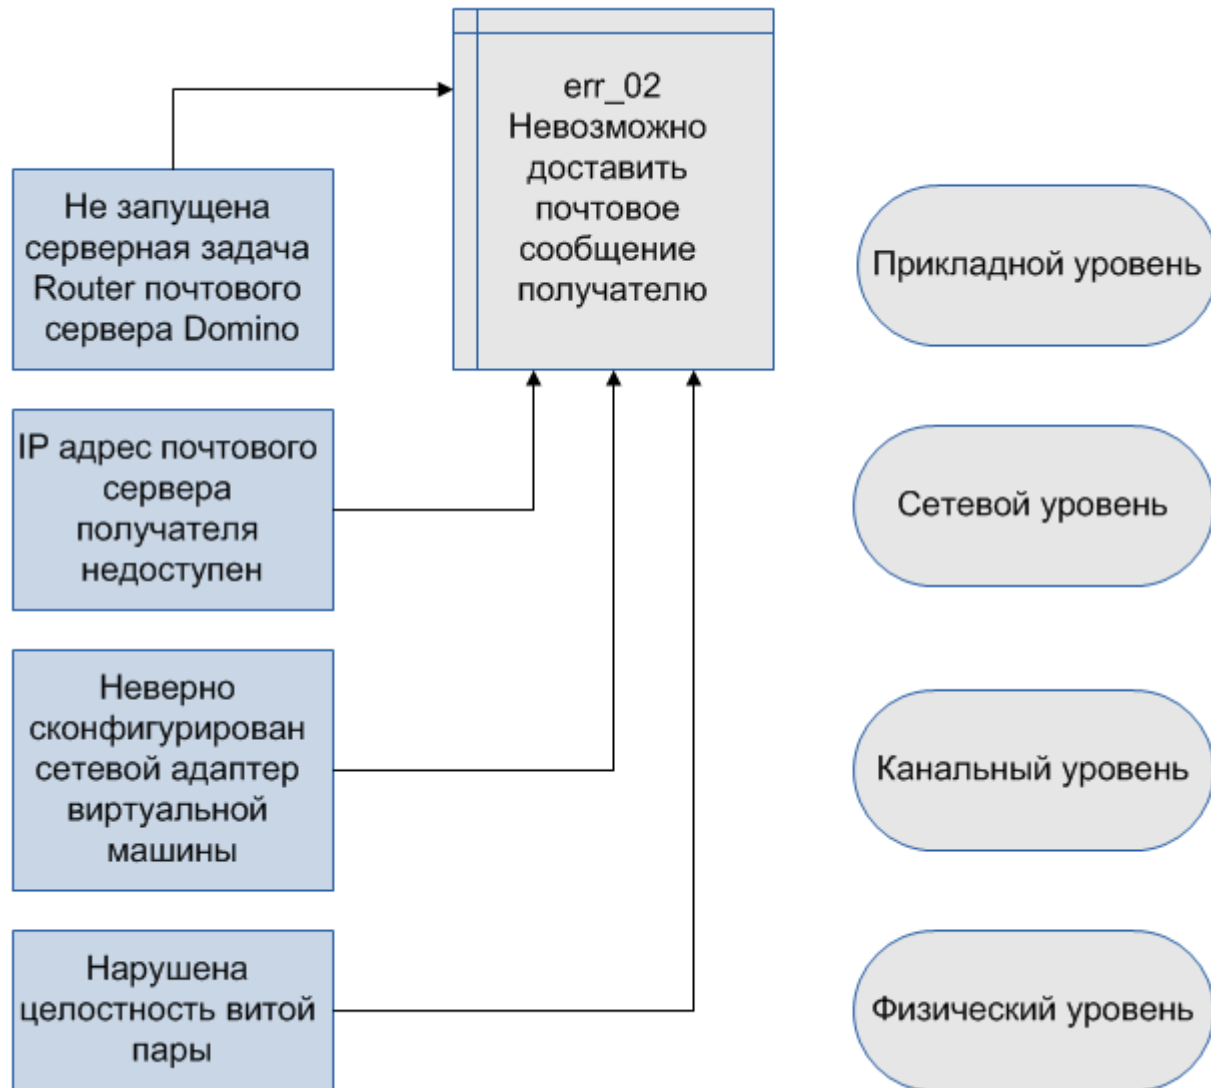 err_02
Невозможно
доставить
почтовое
сообщение
получателю
Не запущена
серверная задача
Router почтового
сервера Domino
Прикладной уровень
IP адрес почтового
сервера
получателя
недоступен
Сетевой уровень
Неверно
сконфигурирован
сетевой адаптер
виртуальной
машины
Канальный уровень
Нарушена
целостность витой
пары
Физический уровень